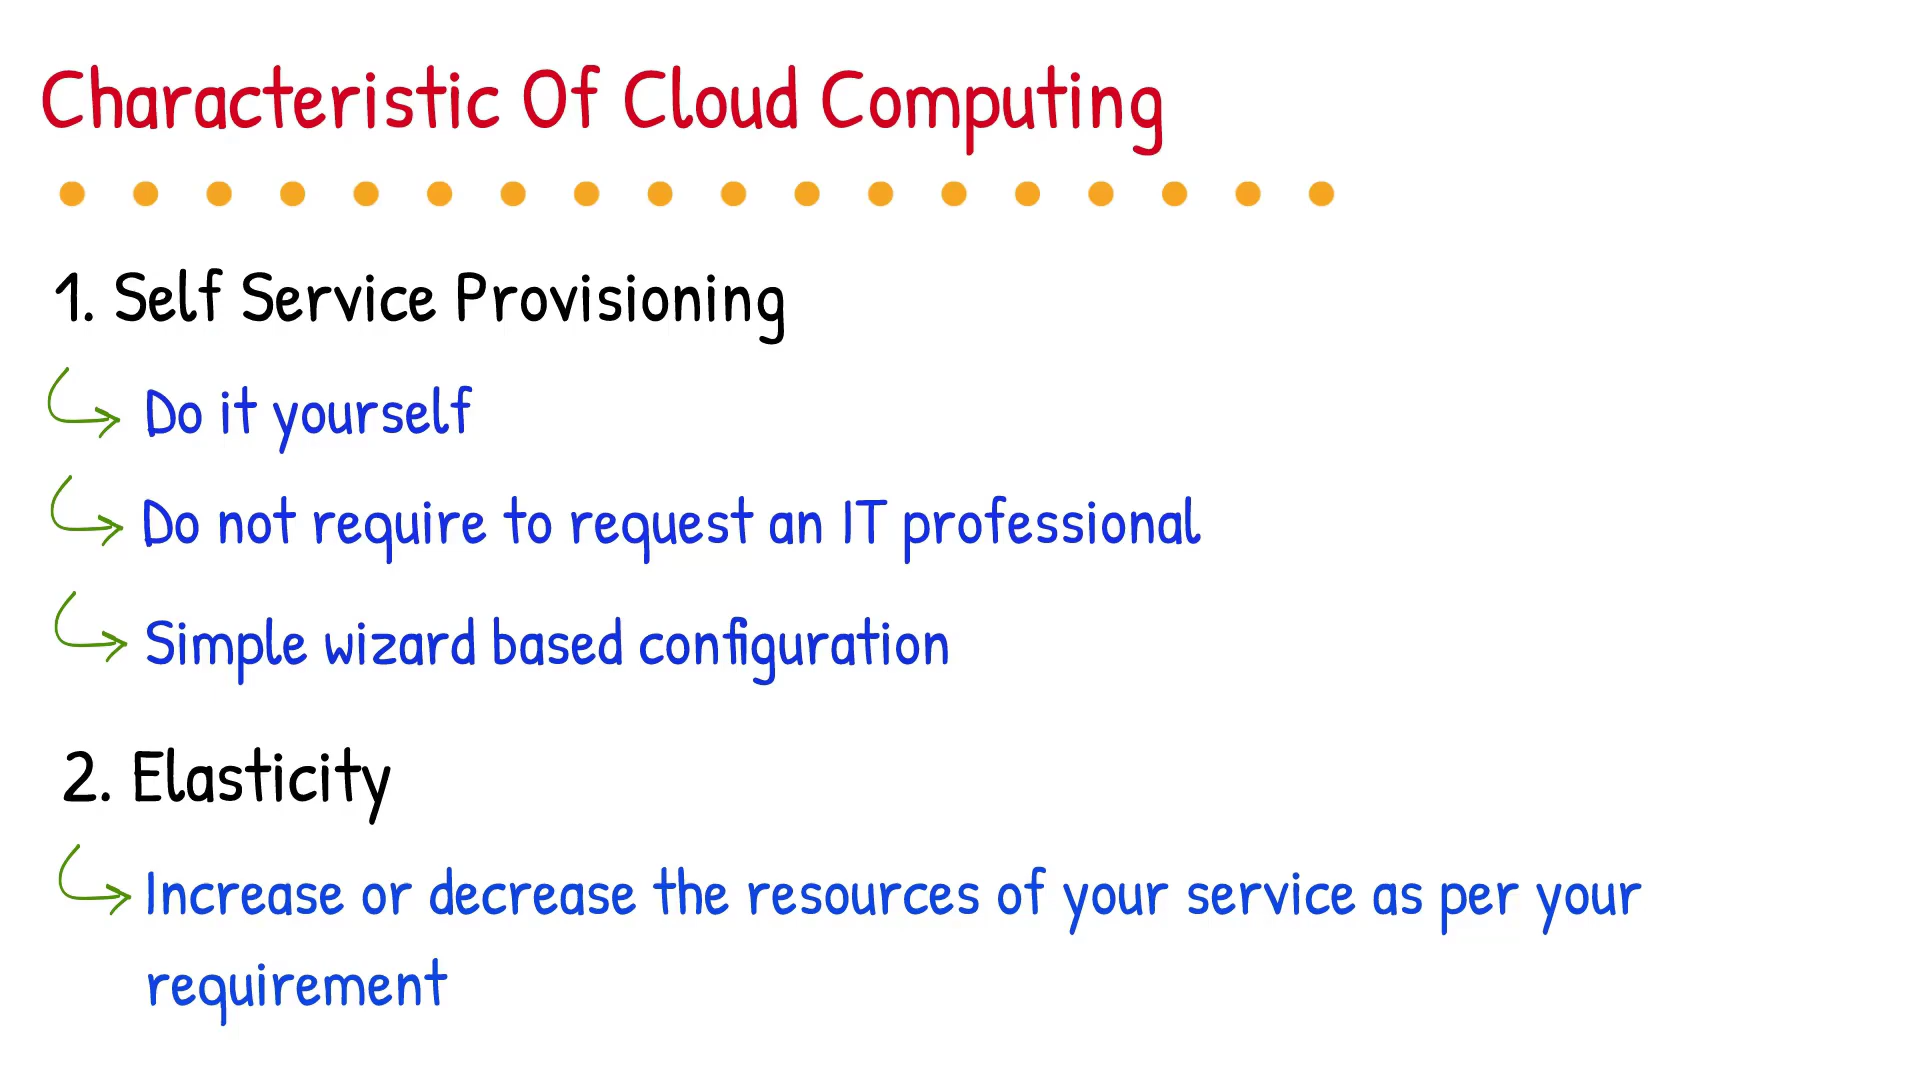 Characteristic Of Cloud Computing
1. Self Service Provisioning
Do it yourself
Do not require to request an IT professional
Simple wizard based configuration
2. Elasticity
Increase or decrease the resources of your service as per your
requirement